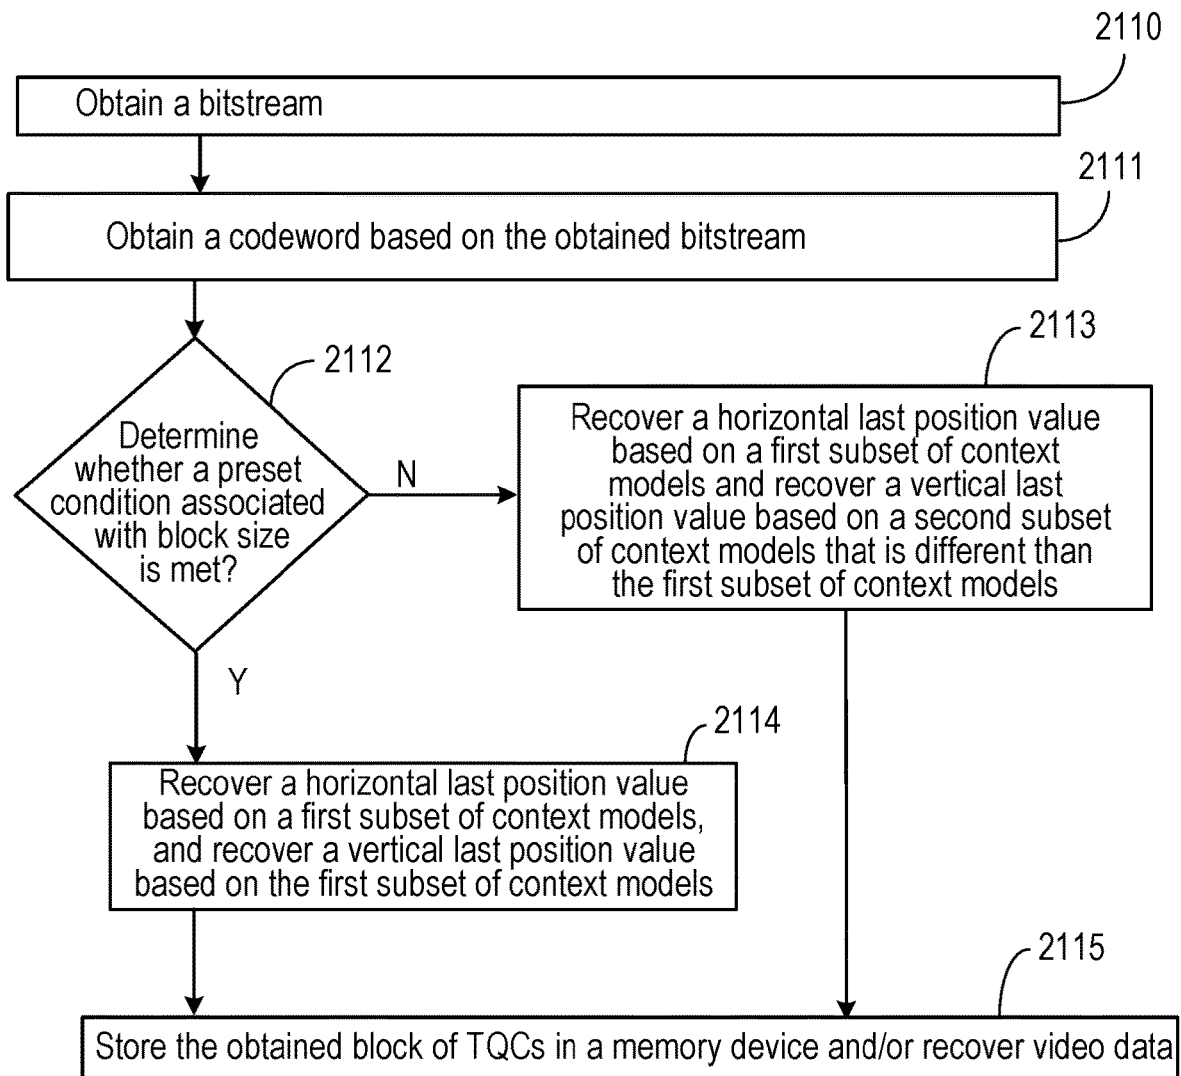 2110
Obtain a bitstream
2111
Obtain a codeword based on the obtained bitstream
2112
Determine
whether a preset
condition associated
with block size
is met?
N
2113
Recover a horizontal last position value
based on a first subset of context
models and recover a vertical last
position value based on a second subset
of context models that is different than
the first subset of context models
Y
2114
Recover a horizontal last position value
based on a first subset of context models,
and recover a vertical last position value
based on the first subset of context models
2115
Store the obtained block of TQCs in a memory device and/or recover video data